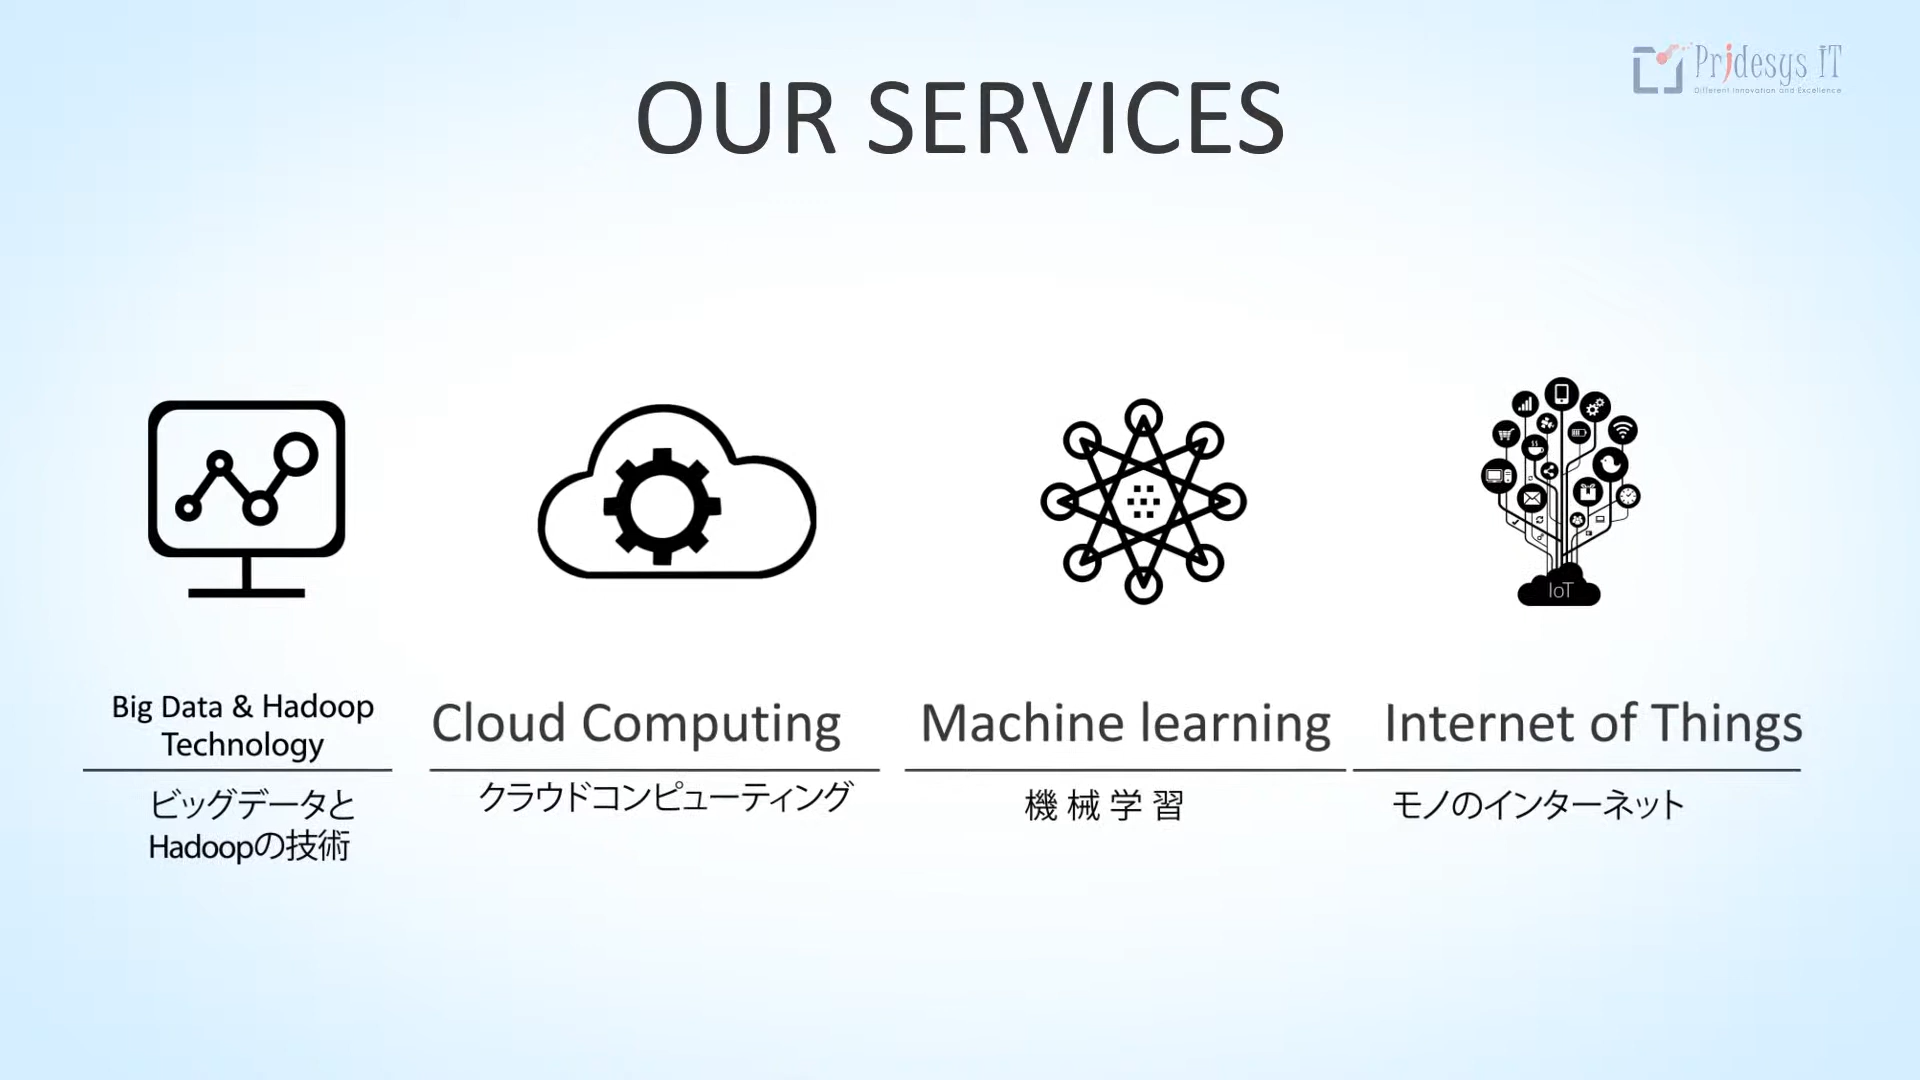 Pridesys IT
Different Innovation and Excellence
OUR SERVICES
IoT
Big Data & Hadoop
Technology
ビッグデータと
Hadoopの技術
Cloud Computing
クラウドコンピューティング
Machine learning
機械学習
Internet of Things
モノのインターネット